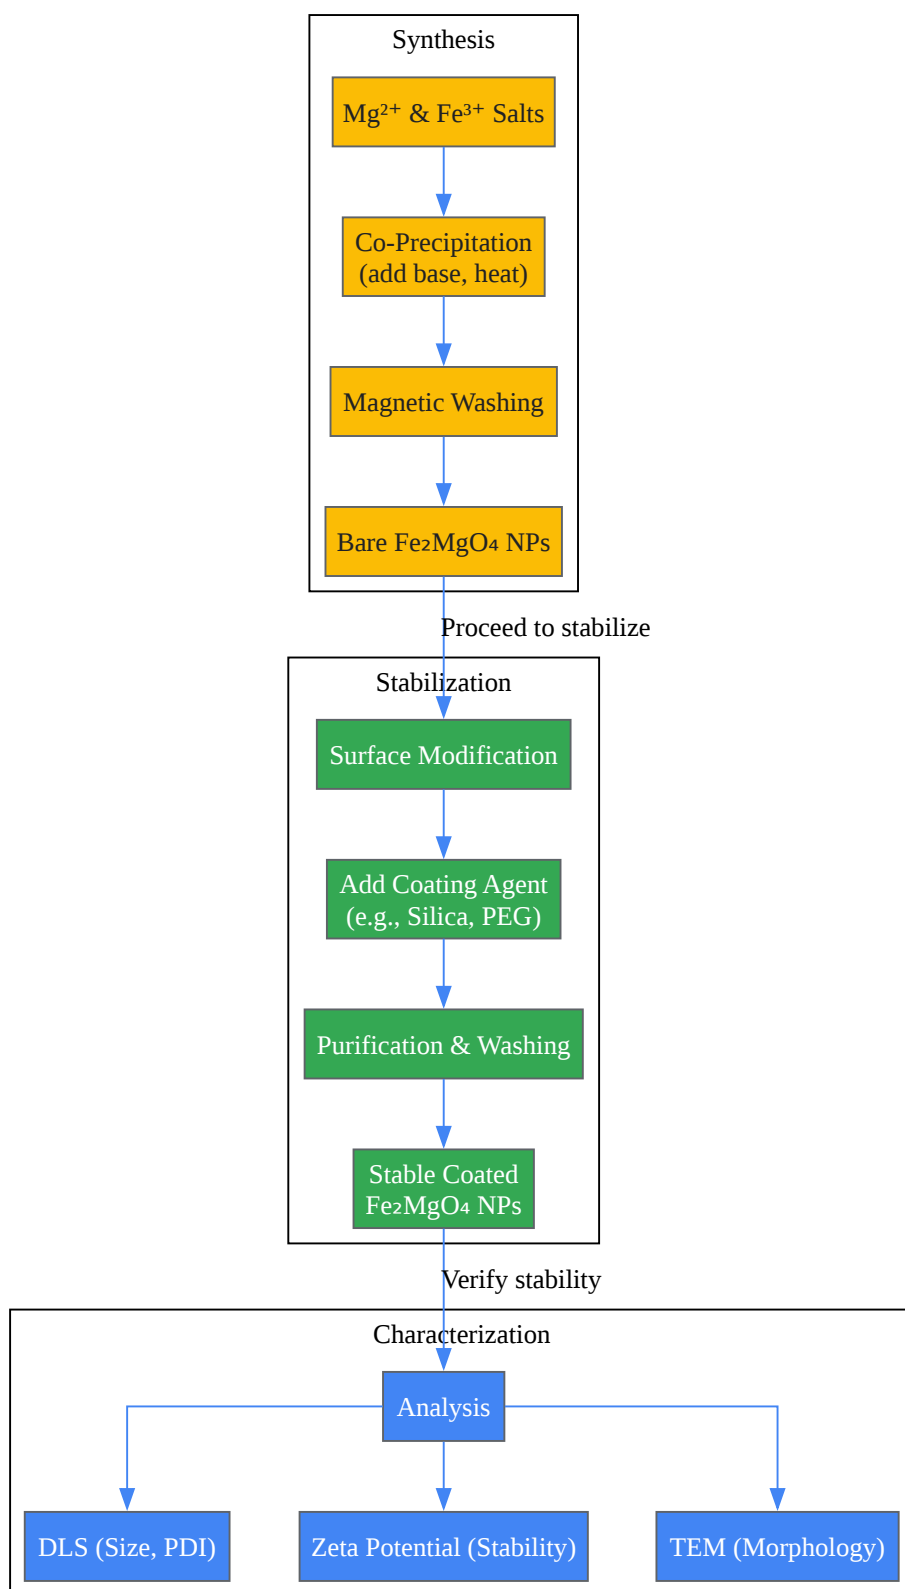 Synthesis
Mg²⁺ & Fe³⁺ Salts
Co-Precipitation
(add base, heat)
Magnetic Washing
Bare Fe₂MgO₄ NPs
Proceed to stabilize
Stabilization
Surface Modification
Add Coating Agent
(e.g., Silica, PEG)
Purification & Washing
Stable Coated
Fe₂MgO₄ NPs
Verify stability
Characterization
Analysis
DLS (Size, PDI)
Zeta Potential (Stability)
TEM (Morphology)